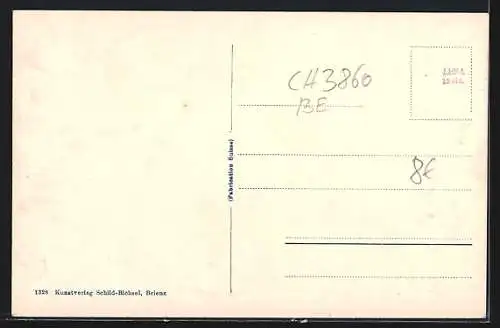 CH3860
BE
8€
(Fabrication Suisse)
1328 Kunstverlag Schild-Bichsel, Brienz